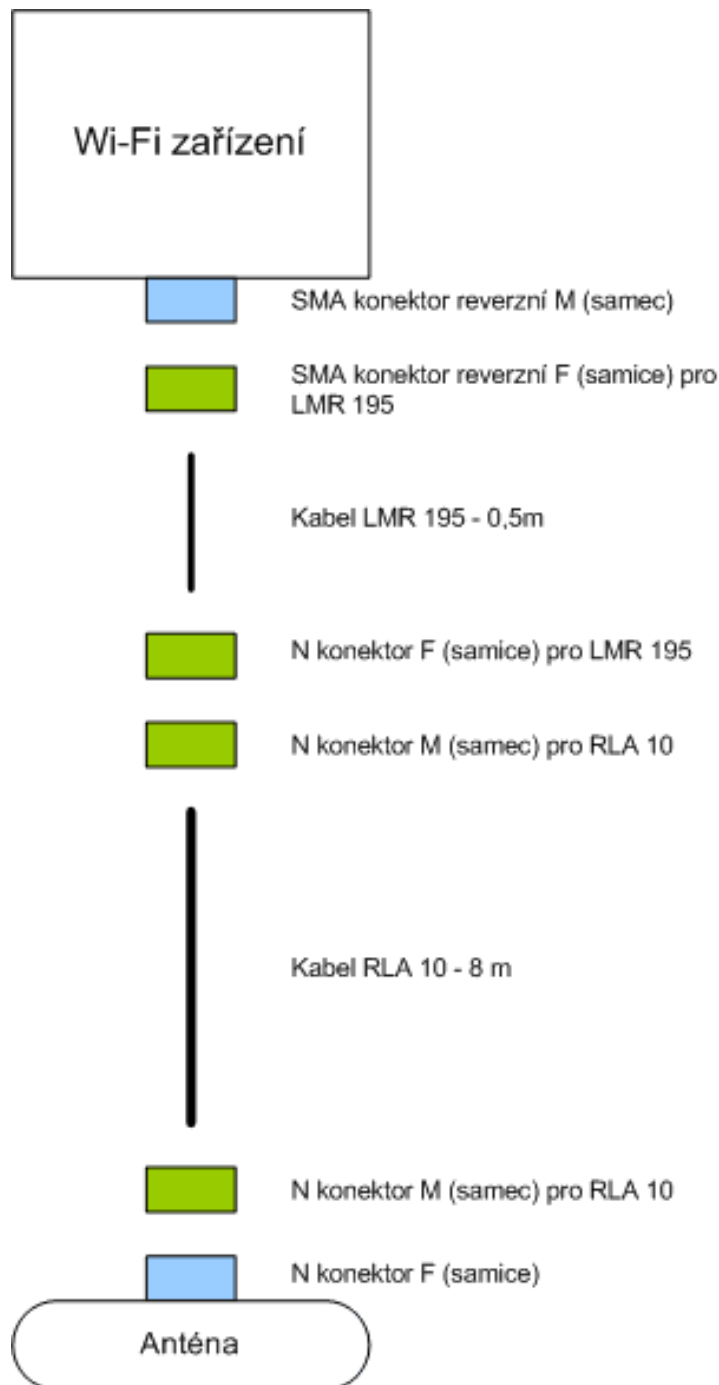 Wi-Fi zařízení
SMA konektor reverzní M (samec)
SMA konektor reverzní F (samice) pro
LMR 195
Kabel LMR 195 - 0,5m
N konektor F (samice) pro LMR 195
N konektor M (samec) pro RLA 10
Kabel RLA 10 - 8 m
N konektor M (samec) pro RLA 10
N konektor F (samice)
Anténa